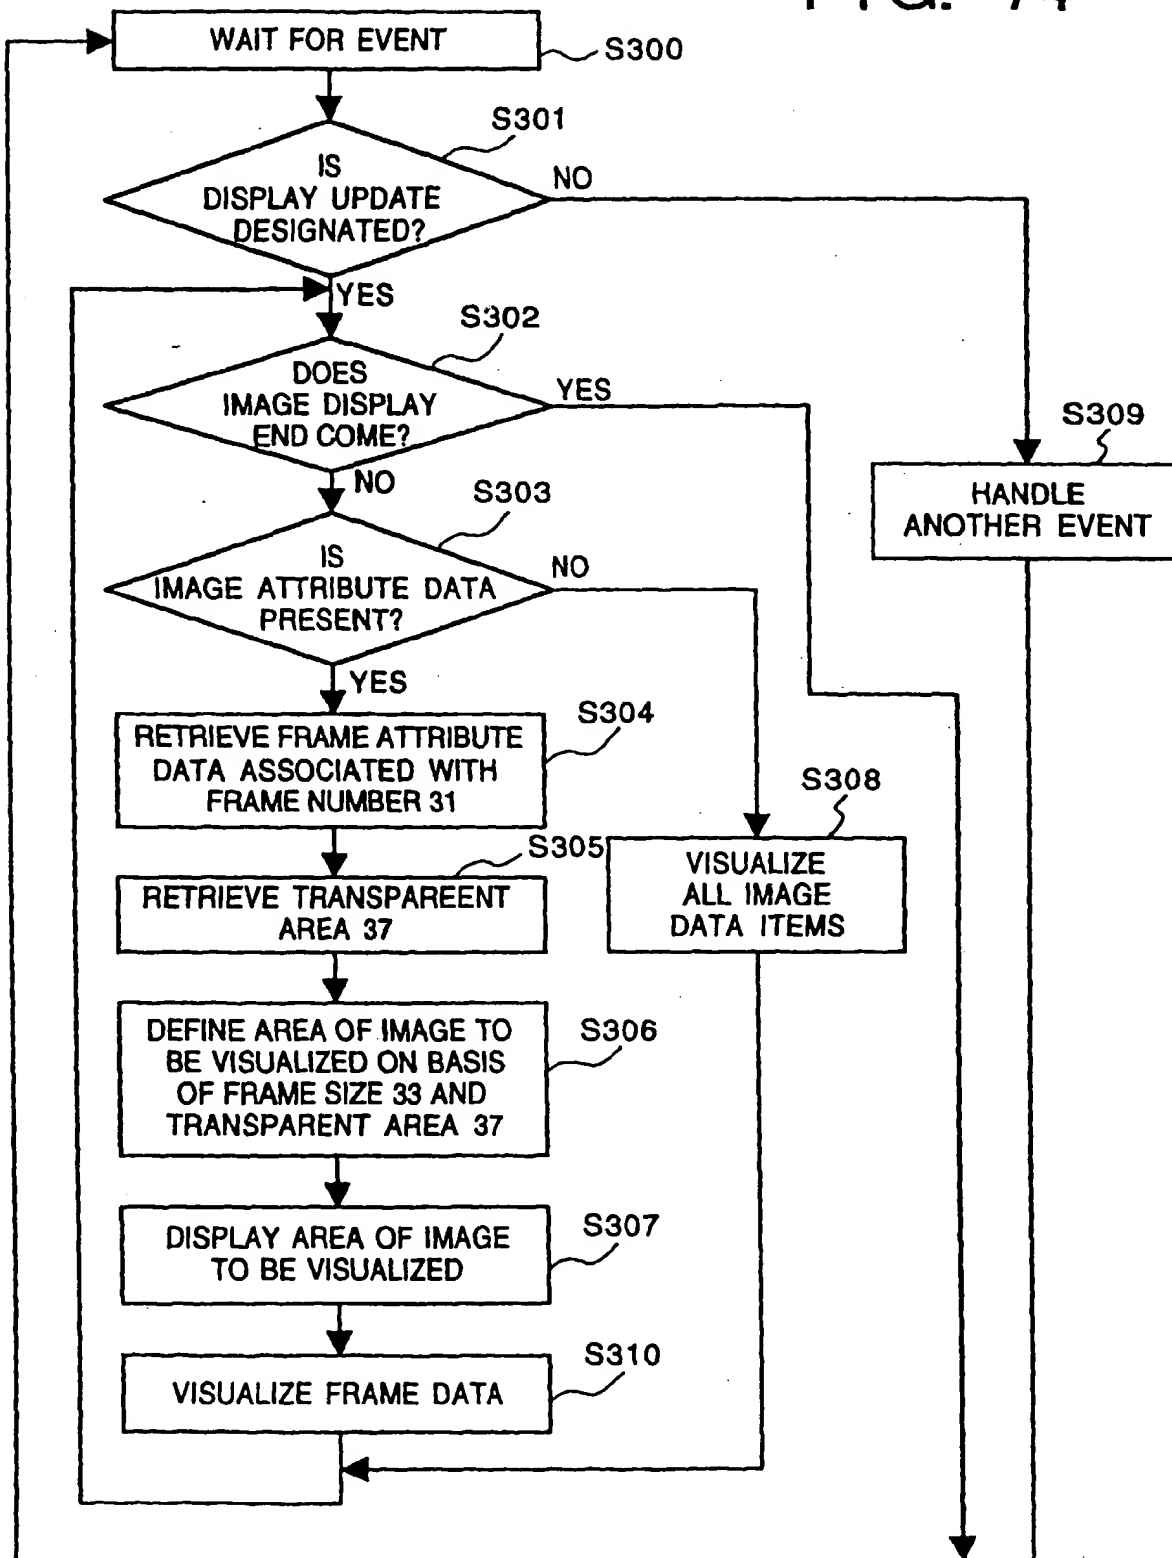 FIG.
WAIT FOR EVENT
S300
S301
IS
DISPLAY UPDATE
DESIGNATED?
NO
YES
S302
DOES
IMAGE DISPLAY
END COME?
YES
NO
S309
HANDLE
ANOTHER EVENT
S303
IS
IMAGE ATTRIBUTE DATA
PRESENT?
NO
YES
S304
RETRIEVE FRAME ATTRIBUTE
DATA ASSOCIATED WITH
FRAME NUMBER 31
S308
VISUALIZE
ALL IMAGE
DATA ITEMS
S305
RETRIEVE TRANSPAREENT
AREA 37
S306
DEFINE AREA OF IMAGE TO
BE VISUALIZED ON BASIS
OF FRAME SIZE 33 AND
TRANSPARENT AREA 37
S307
DISPLAY AREA OF IMAGE
TO BE VISUALIZED
S310
VISUALIZE FRAME DATA